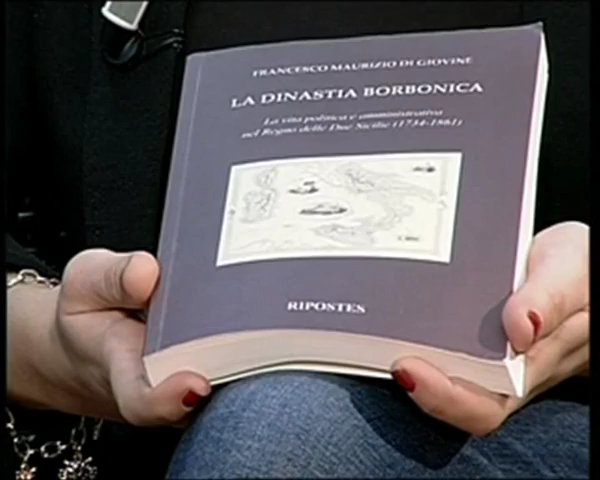 FRANCESCO MAURIZIO DI GIOVINE
LA DINASTIA BORBONICA
La vita politica e amministrativa
nel Regno delle Due Sicilie (1734-1861)
RIPOSTES